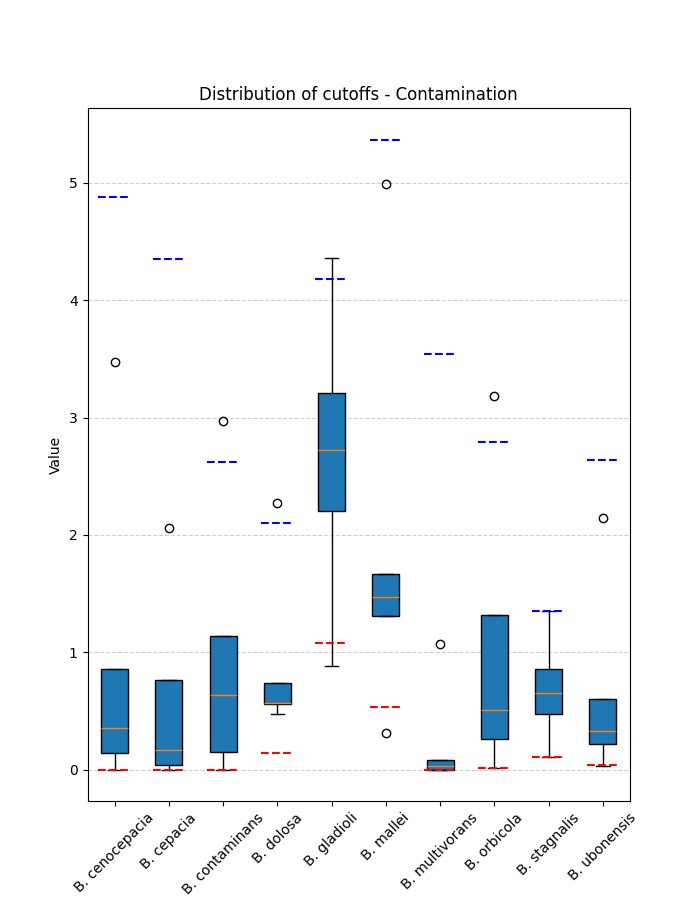 Distribution of cutoffs - Contamination
Value
5
4
3
2
1
0
B. cenocepacia
B. cepacia
B. contaminans
B. dolosa
B. gladioli
B. mallei
B. multivorans
B. orbicola
B. stagnalis
B. ubonensis